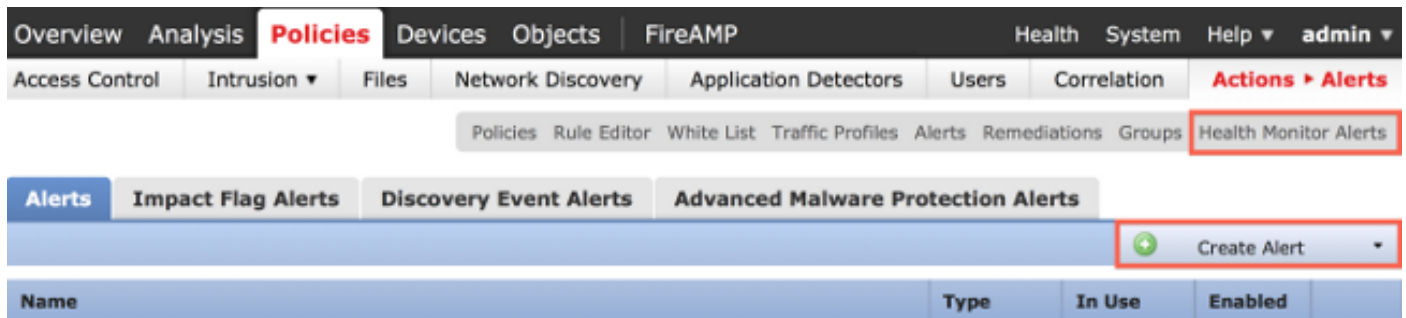 Overview Analysis Policies Devices Objects FireAMP Health System Help ▾ admin ▾
Access Control Intrusion ▾ Files Network Discovery Application Detectors Users Correlation Actions ▸ Alerts
Policies Rule Editor White List Traffic Profiles Alerts Remediations Groups Health Monitor Alerts
Alerts Impact Flag Alerts Discovery Event Alerts Advanced Malware Protection Alerts
Create Alert ▾
Name Type In Use Enabled